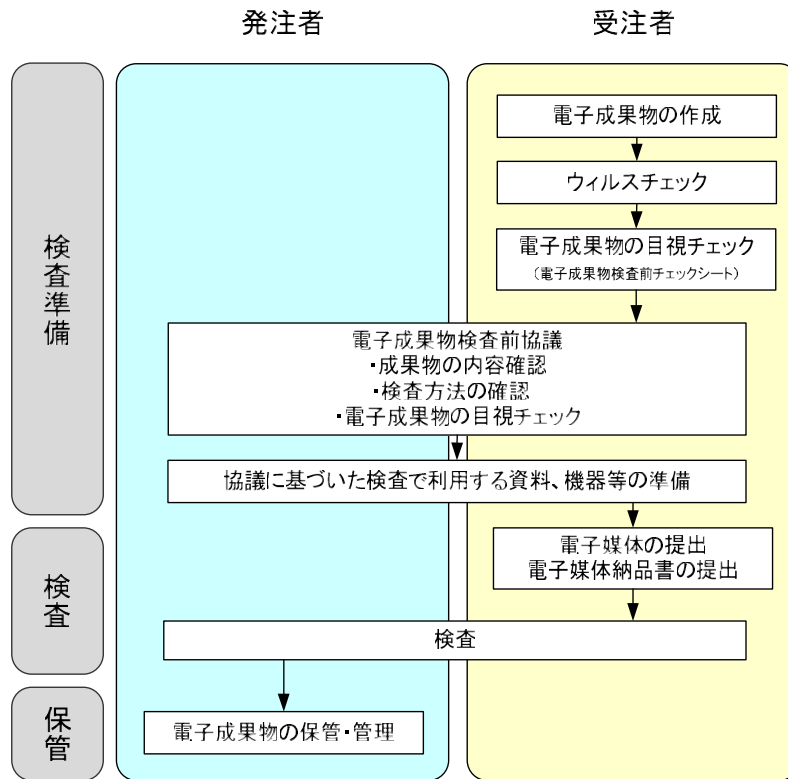 発注者
受注者
検査準備
電子成果物の作成
ウィルスチェック
電子成果物の目視チェック
（電子成果物検査前チェックシート）
電子成果物検査前協議
・成果物の内容確認
・検査方法の確認
・電子成果物の目視チェック
協議に基づいた検査で利用する資料、機器等の準備
検査
電子媒体の提出
電子媒体納品書の提出
検査
保管
電子成果物の保管・管理